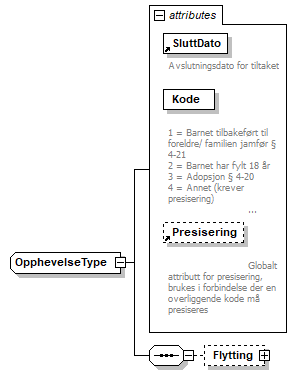 attributes
SluttDato
Avslutningsdato for tiltaket
Kode
1 = Barnet tilbakeført til
foreldre/ familien jamfør §
4-21
2 = Barnet har fylt 18 år
3 = Adopsjon § 4-20
4 = Annet (krever
presisering)
...
Presisering
Globalt
attributt for presisering,
brukes i forbindelse der en
overliggende kode må
presiseres
OpphevelseType
Flytting